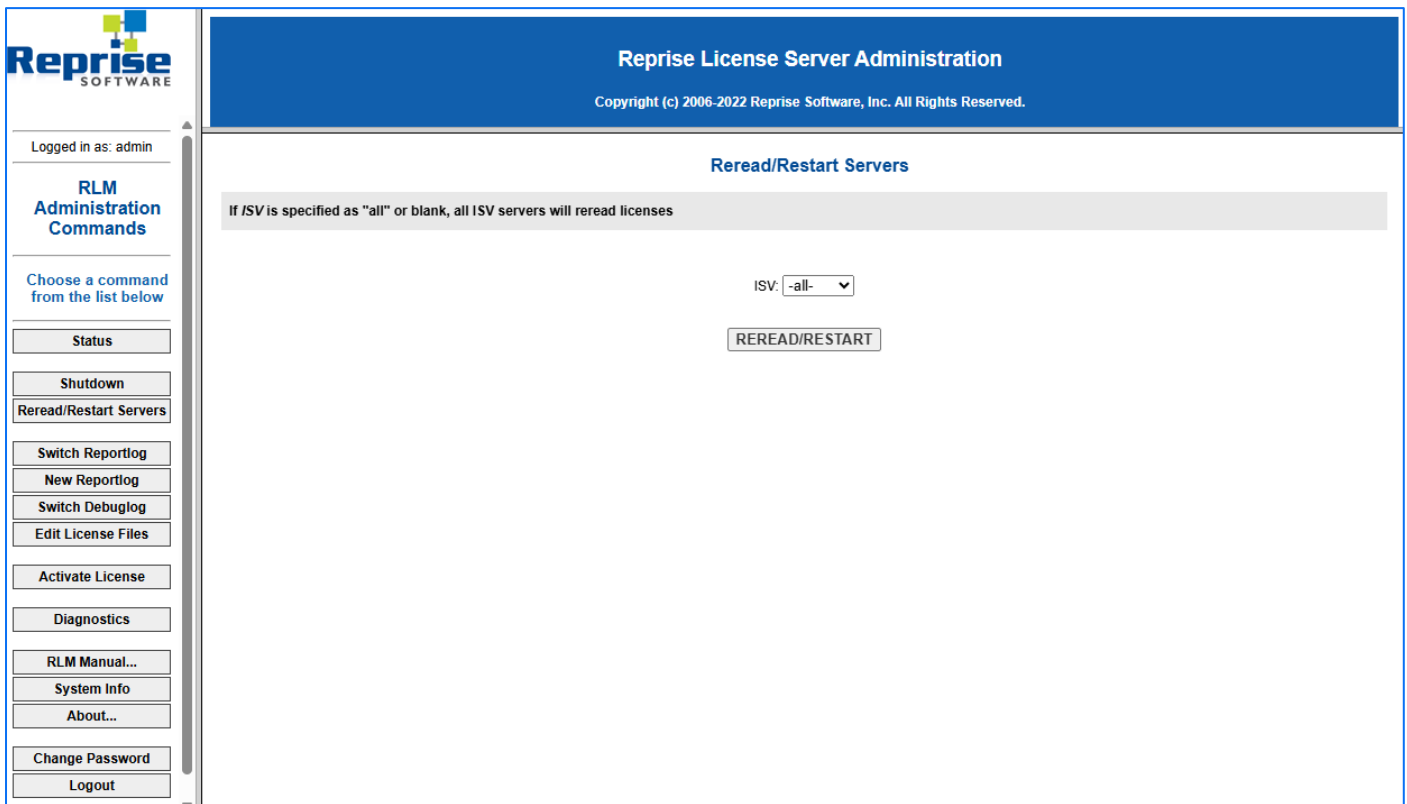 Reprise
SOFTWARE
Logged in as: admin
RLM
Administration
Commands
Choose a command
from the list below
Status
Shutdown
Reread/Restart Servers
Switch Reportlog
New Reportlog
Switch Debuglog
Edit License Files
Activate License
Diagnostics
RLM Manual...
System Info
About...
Change Password
Logout
Reprise License Server Administration
Copyright (c) 2006-2022 Reprise Software, Inc. All Rights Reserved.
Reread/Restart Servers
If ISV is specified as "all" or blank, all ISV servers will reread licenses
ISV: -all-
REREAD/RESTART